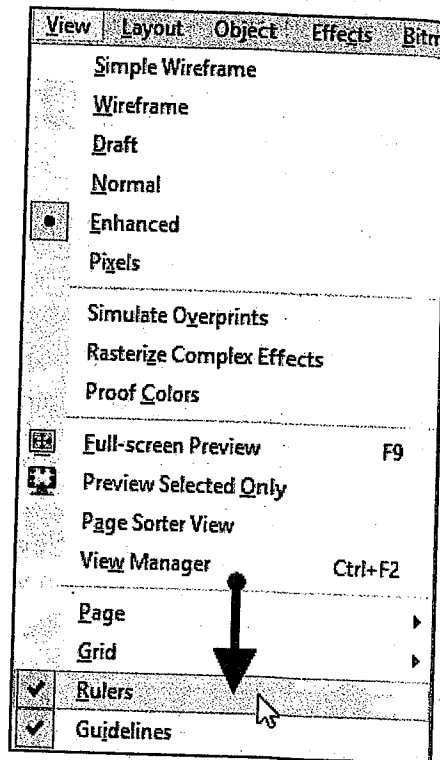 View Layout Object Effects Bitm
Simple Wireframe
Wireframe
Draft
Normal
Enhanced
Pixels
Simulate Overprints
Rasterize Complex Effects
Proof Colors
Full-screen Preview F9
Preview Selected Only
Page Sorter View
View Manager Ctrl+F2
Page
Grid
Rulers
Guidelines